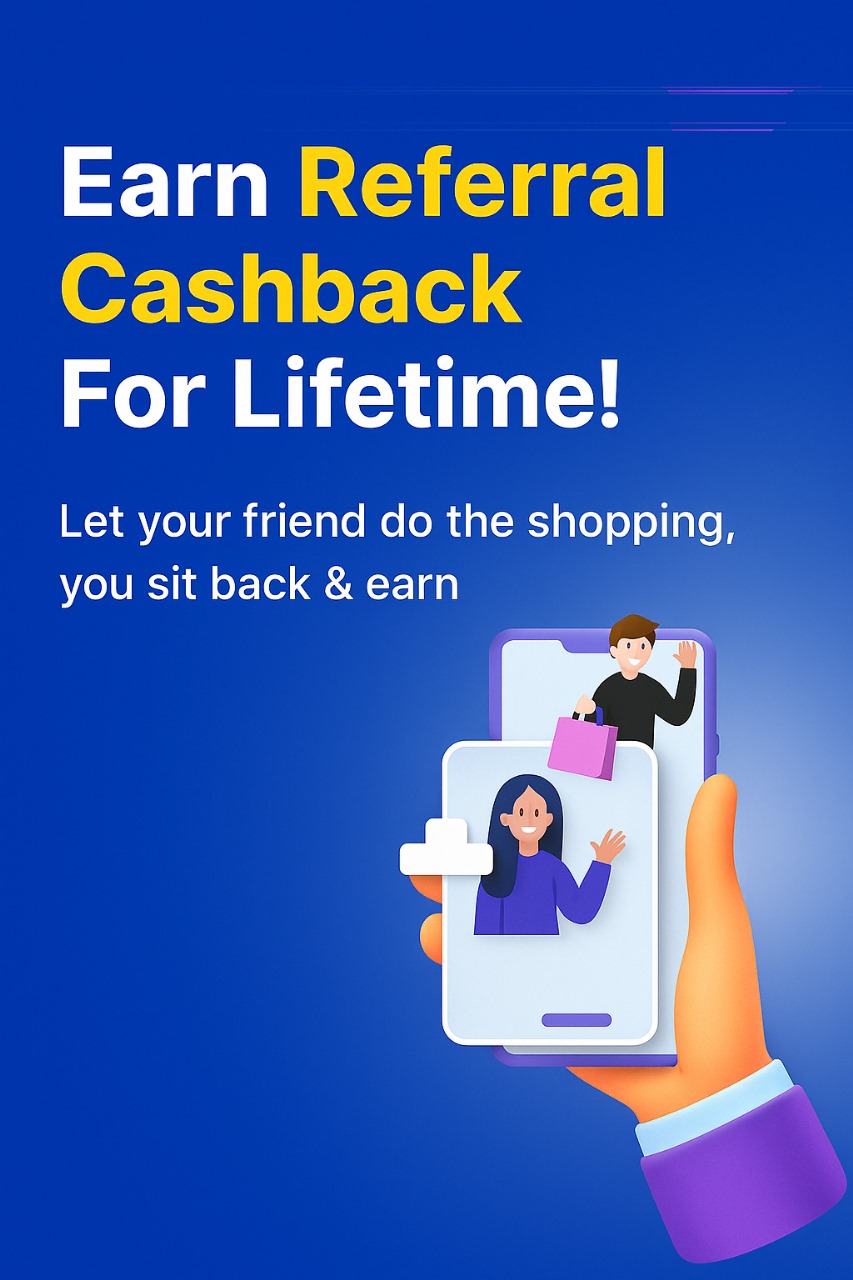 Earn Referral
Cashback
For Lifetime!
Let your friend do the shopping,
you sit back & earn